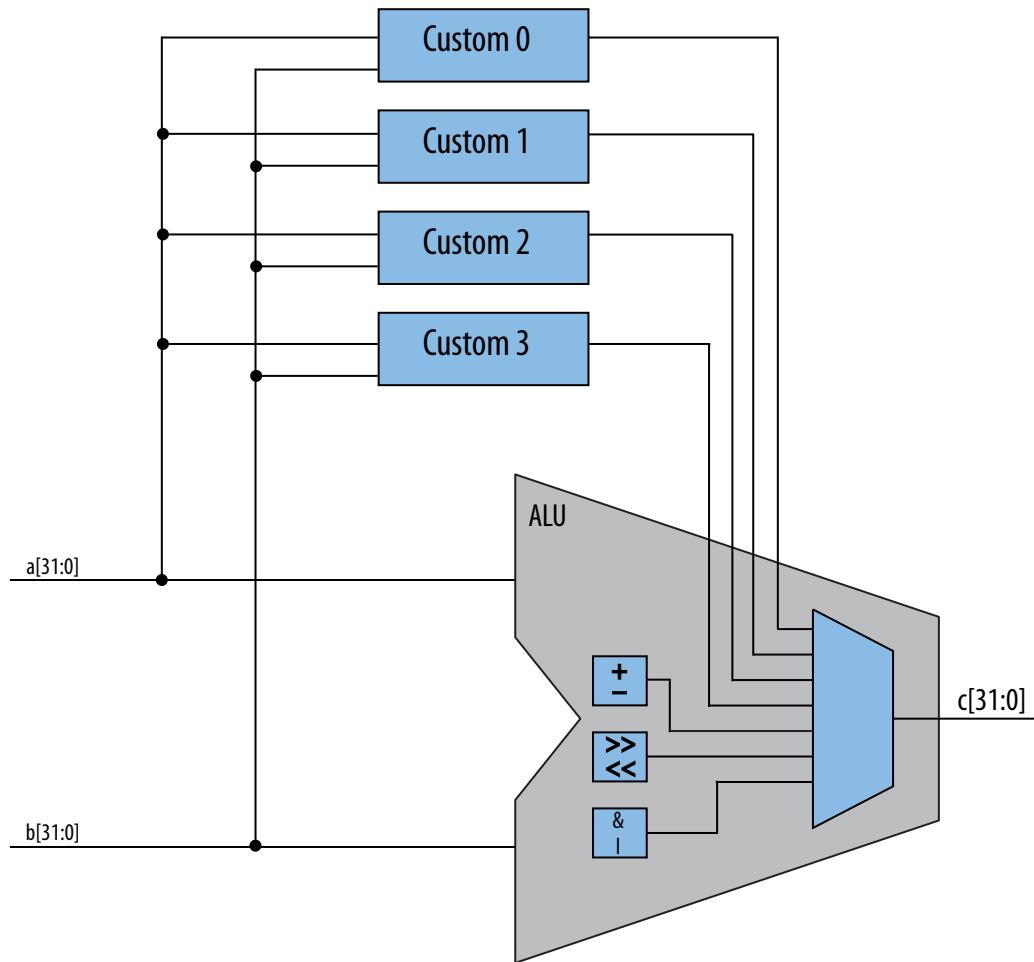 Custom 0
Custom 1
Custom 2
Custom 3
ALU
a[31:0]
+
−
c[31:0]
>>
<<
&
|
b[31:0]